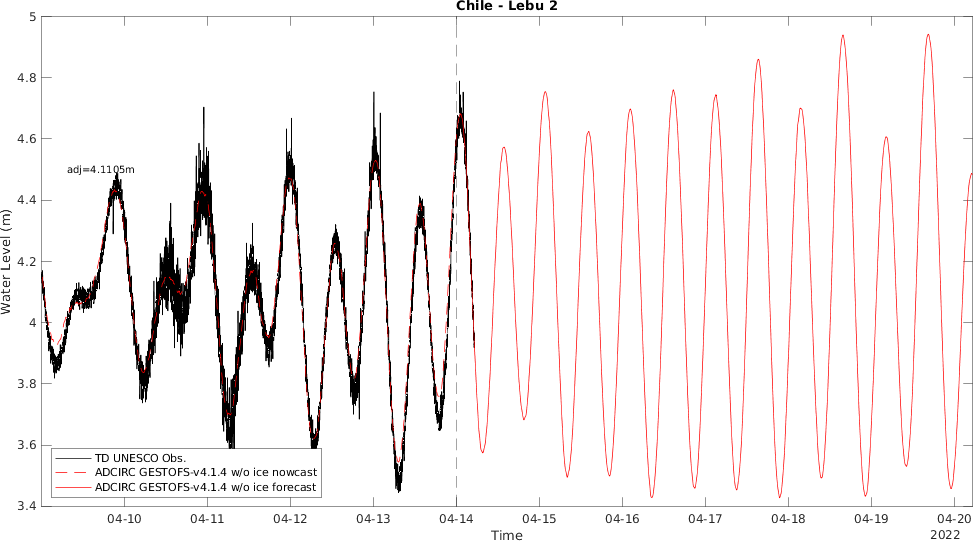 Chile - Lebu 2
5
4.8
4.6
4.4
4.2
4
3.8
3.6
3.4
Water Level (m)
adj=4.1105m
TD UNESCO Obs.
ADCIRC GESTOFS-v4.1.4 w/o ice nowcast
ADCIRC GESTOFS-v4.1.4 w/o ice forecast
04-10 04-11 04-12 04-13 04-14 04-15 04-16 04-17 04-18 04-19 04-20
Time
2022